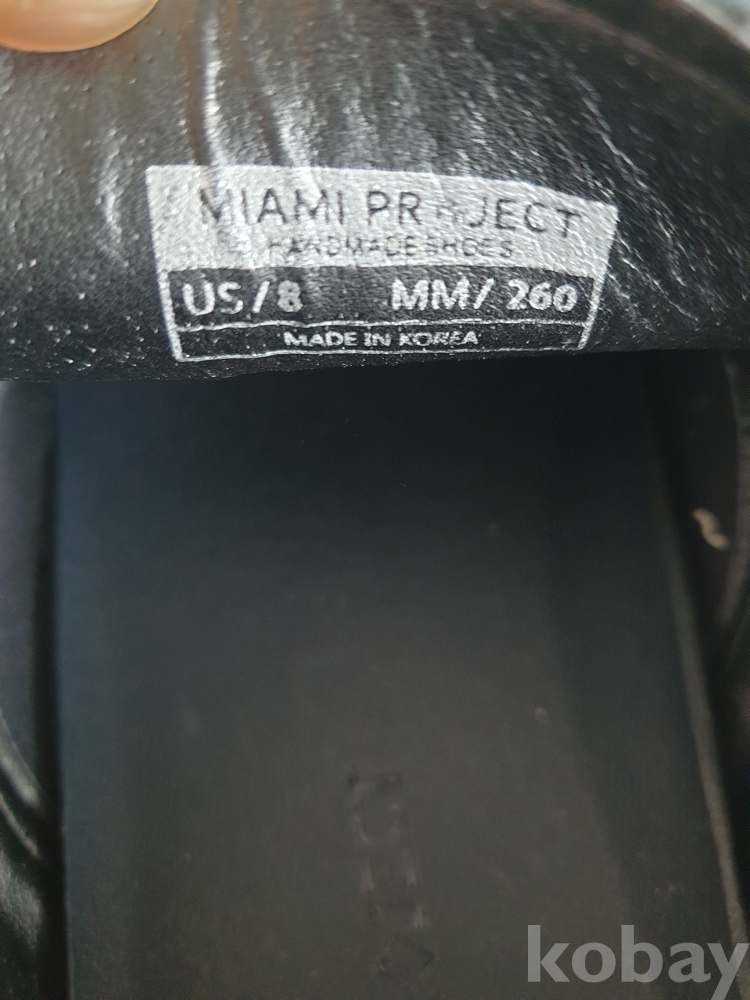 MIAMI PROJECT
HANDMADE SHOES
US/8 MM/260
MADE IN KOREA
kobay